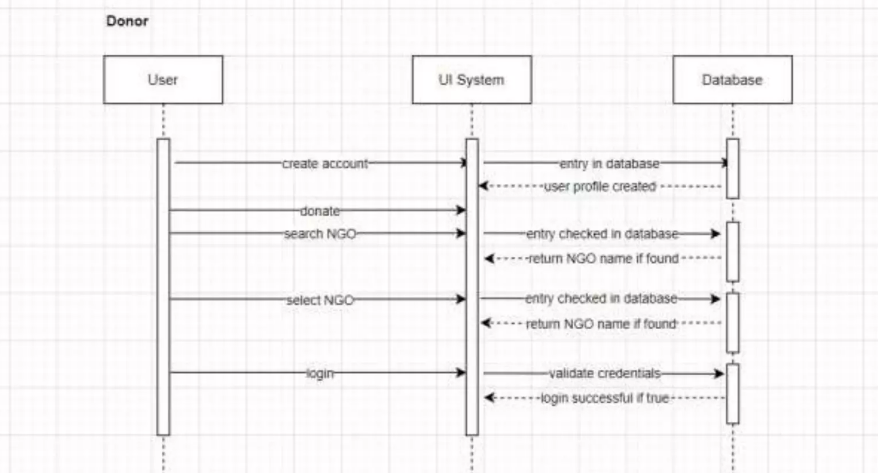 Donor
User
UI System
Database
create account
entry in database
user profile created
donate
search NGO
entry checked in database
return NGO name if found
select NGO
entry checked in database
return NGO name if found
login
validate credentials
login successful if true